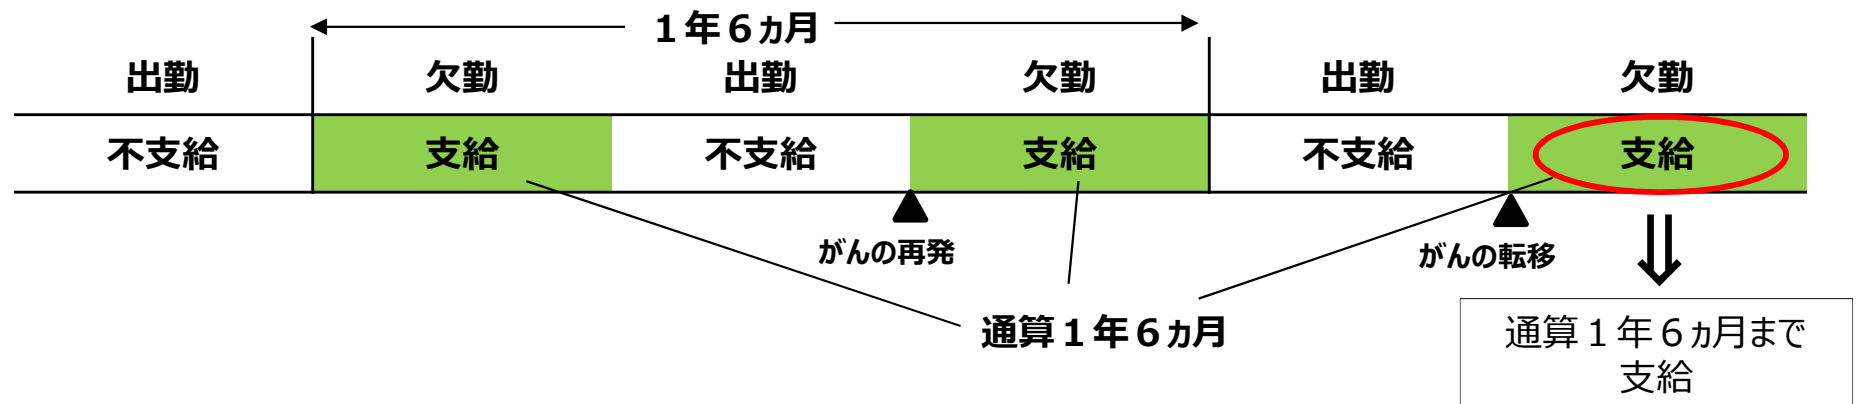 １年６ヵ月
出勤 欠勤 出勤 欠勤 出勤 欠勤
不支給 支給 不支給 支給 不支給 支給
がんの再発 がんの転移
通算１年６ヵ月
通算１年６ヵ月まで
支給